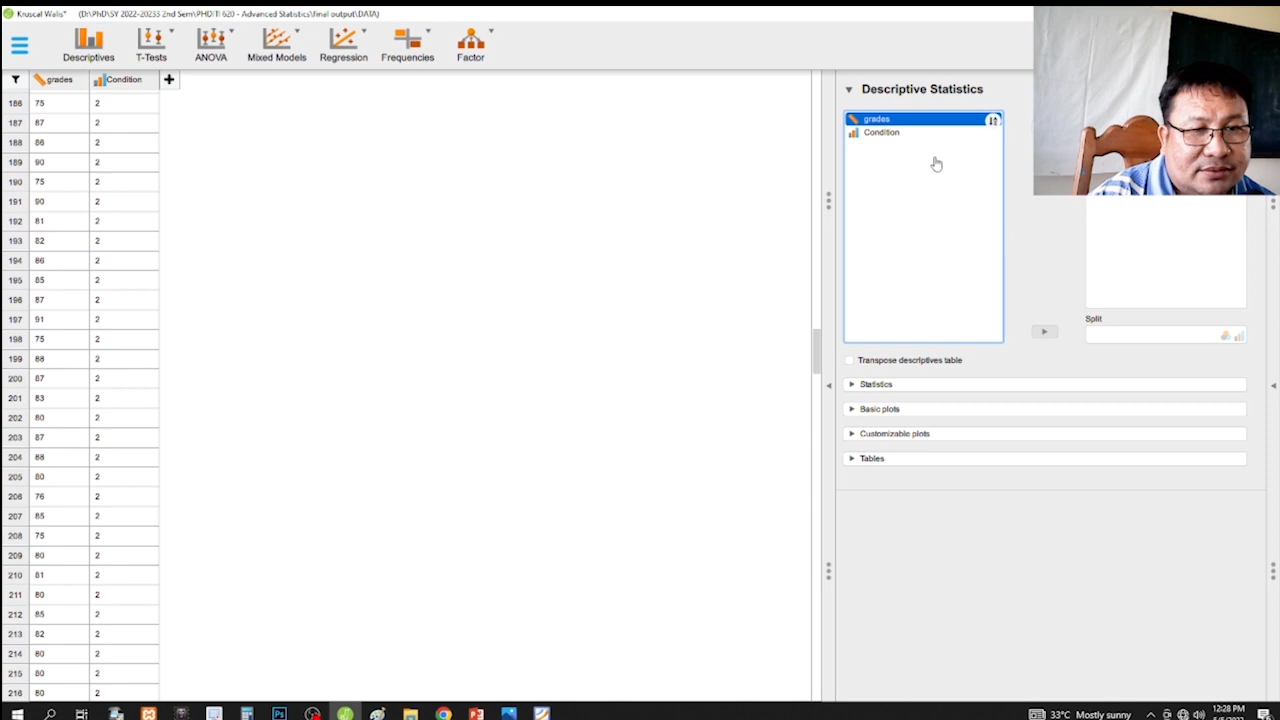 Kruscal Walis* (D:\PhD\SY 2022-20233 2nd Sem\PHDITI 620 - Advanced Statistics\final output\DATA)
Descriptives
T-Tests
ANOVA
Mixed Models
Regression
Frequencies
Factor
grades Condition +
186 75 2
187 87 2
188 86 2
189 90 2
190 75 2
191 90 2
192 81 2
193 82 2
194 86 2
195 85 2
196 87 2
197 91 2
198 75 2
199 88 2
200 87 2
201 83 2
202 80 2
203 87 2
204 88 2
205 80 2
206 76 2
207 85 2
208 75 2
209 80 2
210 81 2
211 80 2
212 85 2
213 82 2
214 80 2
215 80 2
216 80 2
Descriptive Statistics
grades
Condition
Split
Transpose descriptives table
Statistics
Basic plots
Customizable plots
Tables
33°C Mostly sunny
12:28 PM